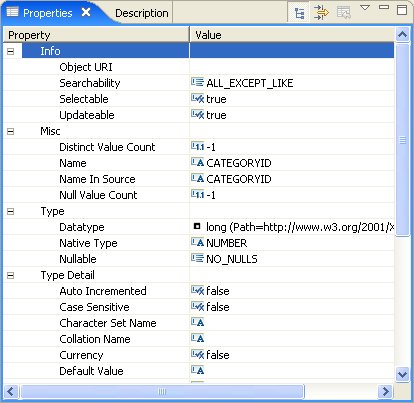 Properties Description
Property Value
Info
Object URI
Searchability ALL_EXCEPT_LIKE
Selectable true
Updateable true
Misc
Distinct Value Count -1
Name CATEGORYID
Name In Source CATEGORYID
Null Value Count -1
Type
Datatype long (Path=http://www.w3.org/2001/X
Native Type NUMBER
Nullable NO_NULLS
Type Detail
Auto Incremented false
Case Sensitive false
Character Set Name
Collation Name
Currency false
Default Value